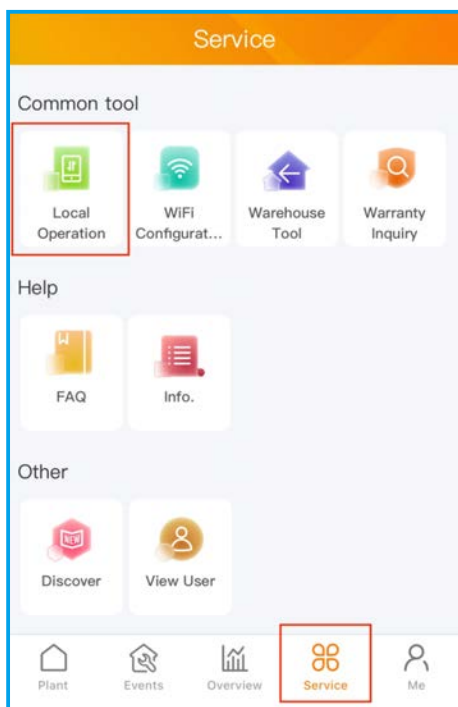 Service
Common tool
Local
Operation
WiFi
Configurat...
Warehouse
Tool
Warranty
Inquiry
Help
FAQ
Info.
Other
NEW
Discover
View User
Plant
Events
Overview
Service
Me